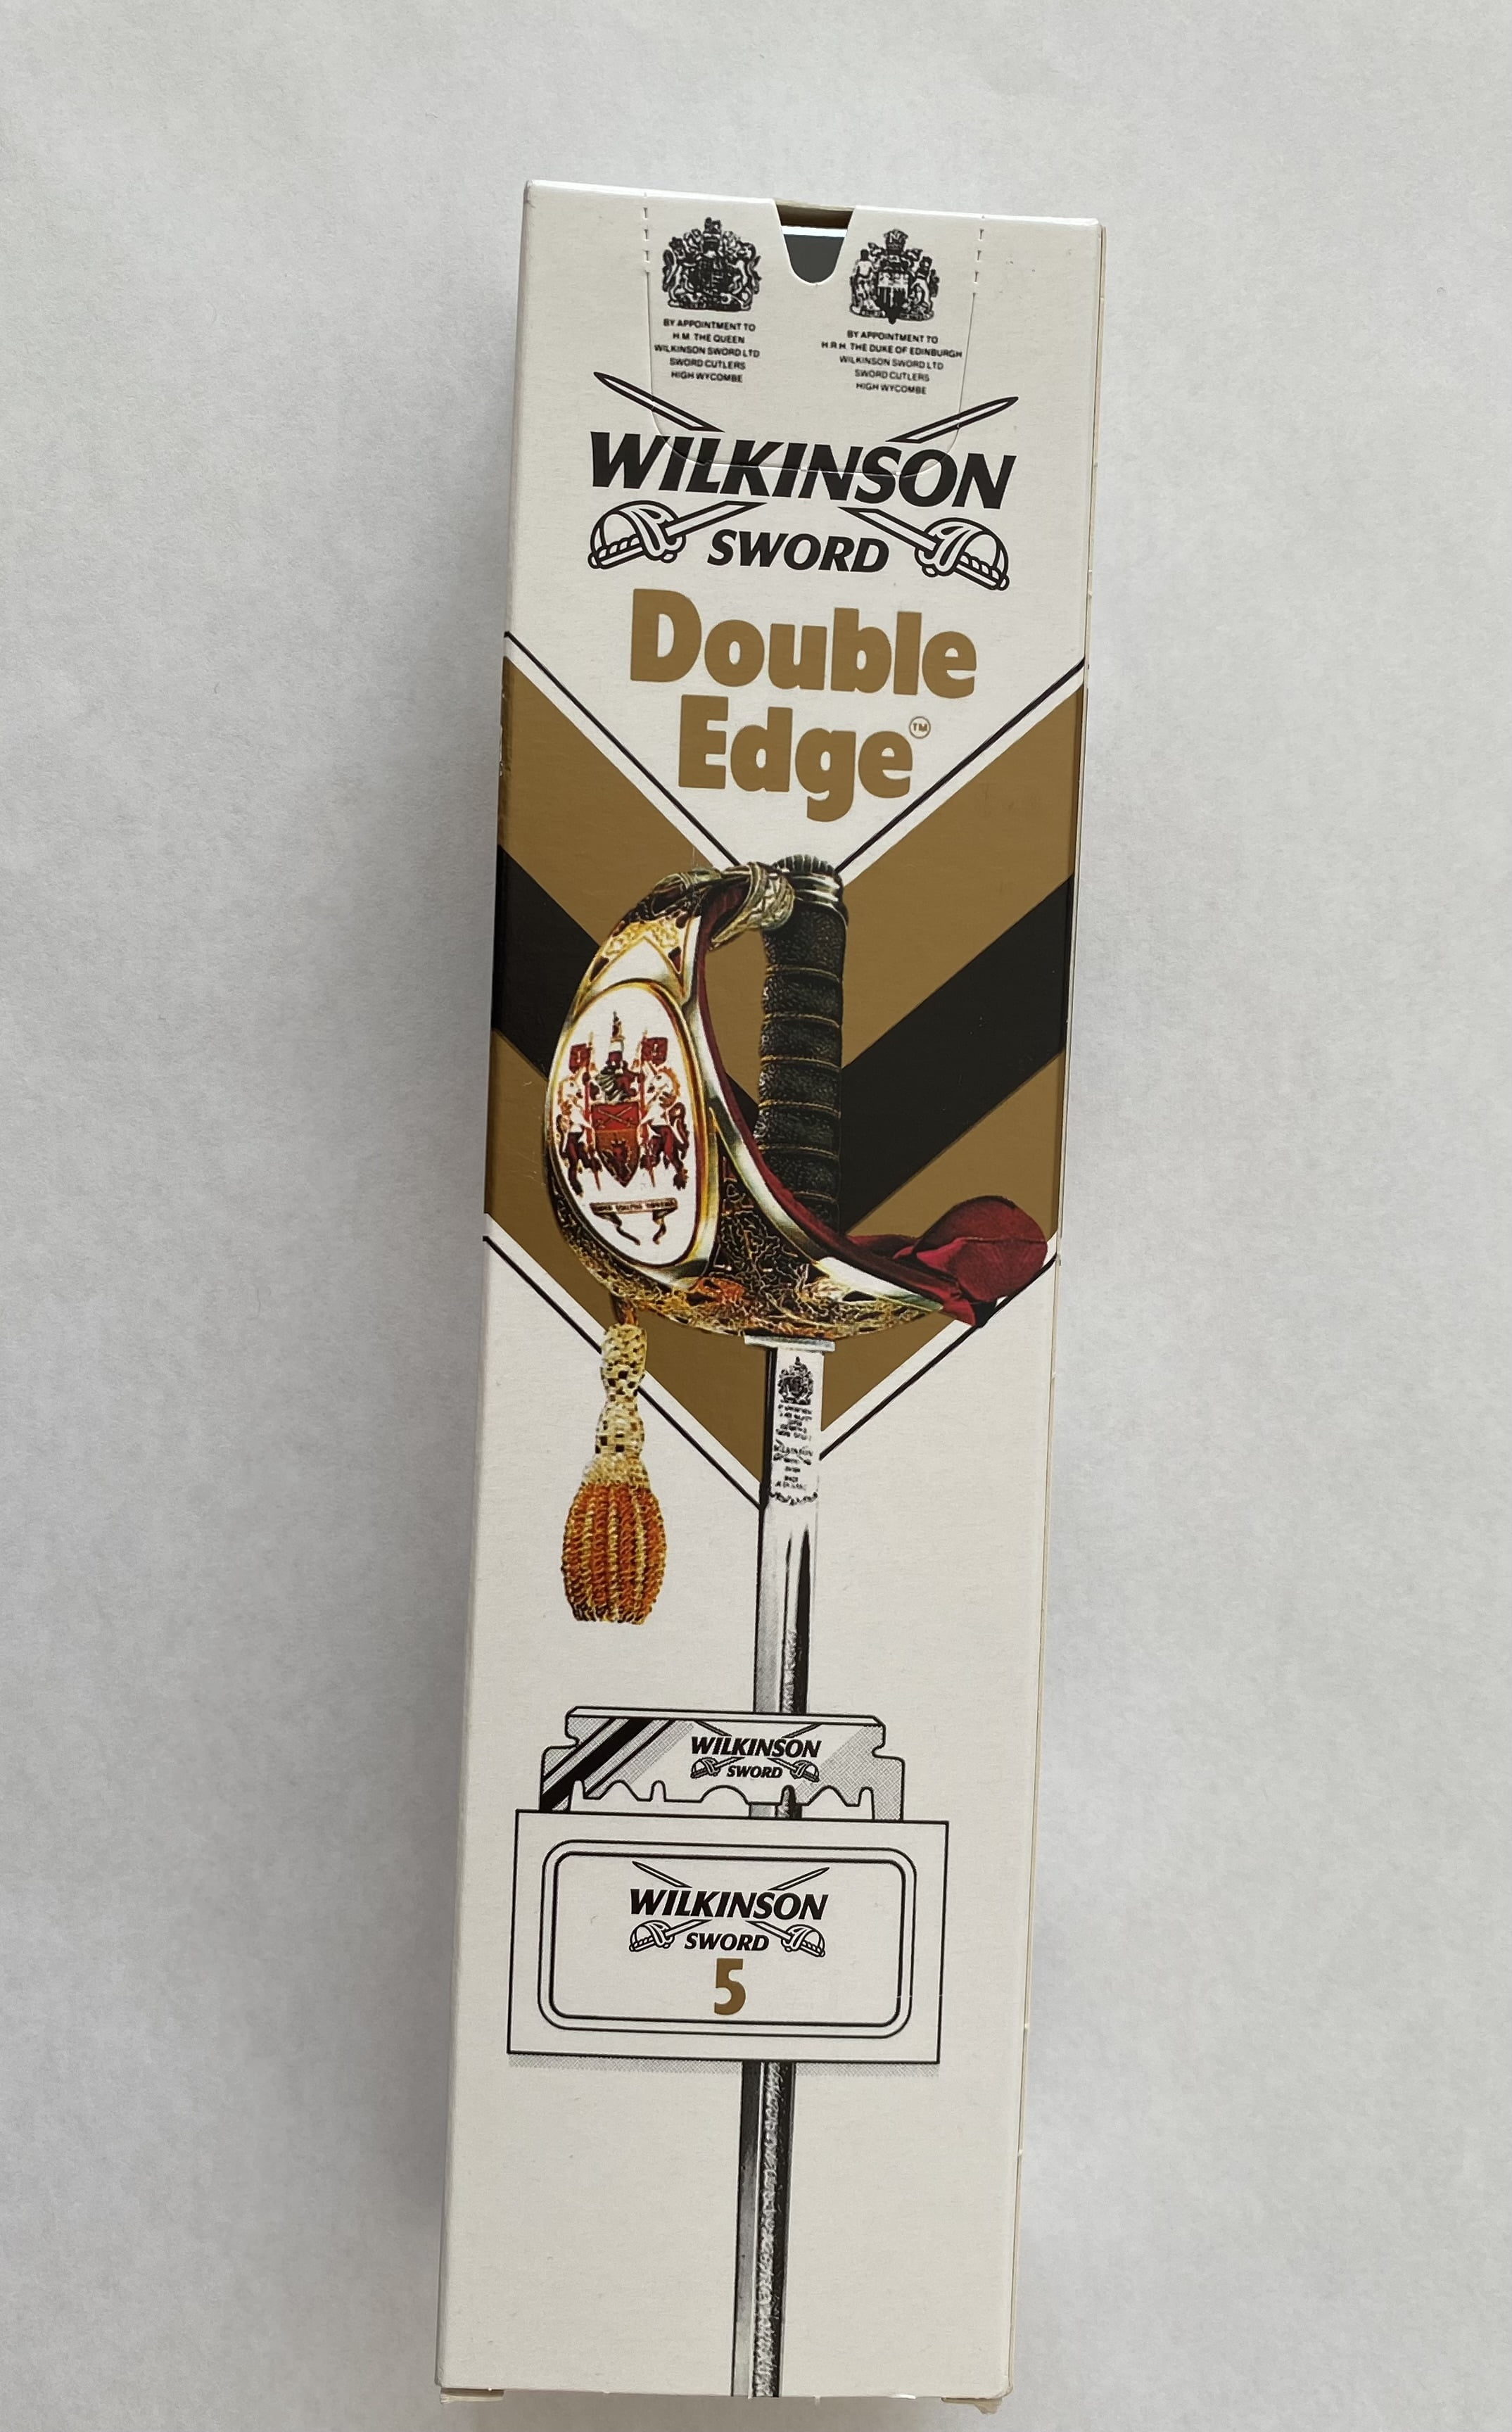 BY APPOINTMENT TO
H.M. THE QUEEN
WILKINSON SWORD LTD
SWORD CUTLERS
HIGH WYCOMBE
BY APPOINTMENT TO
H.R.H. THE DUKE OF EDINBURGH
WILKINSON SWORD LTD
SWORD CUTLERS
HIGH WYCOMBE
WILKINSON
SWORD
Double
Edge™
WILKINSON
SWORD
WILKINSON
SWORD
5